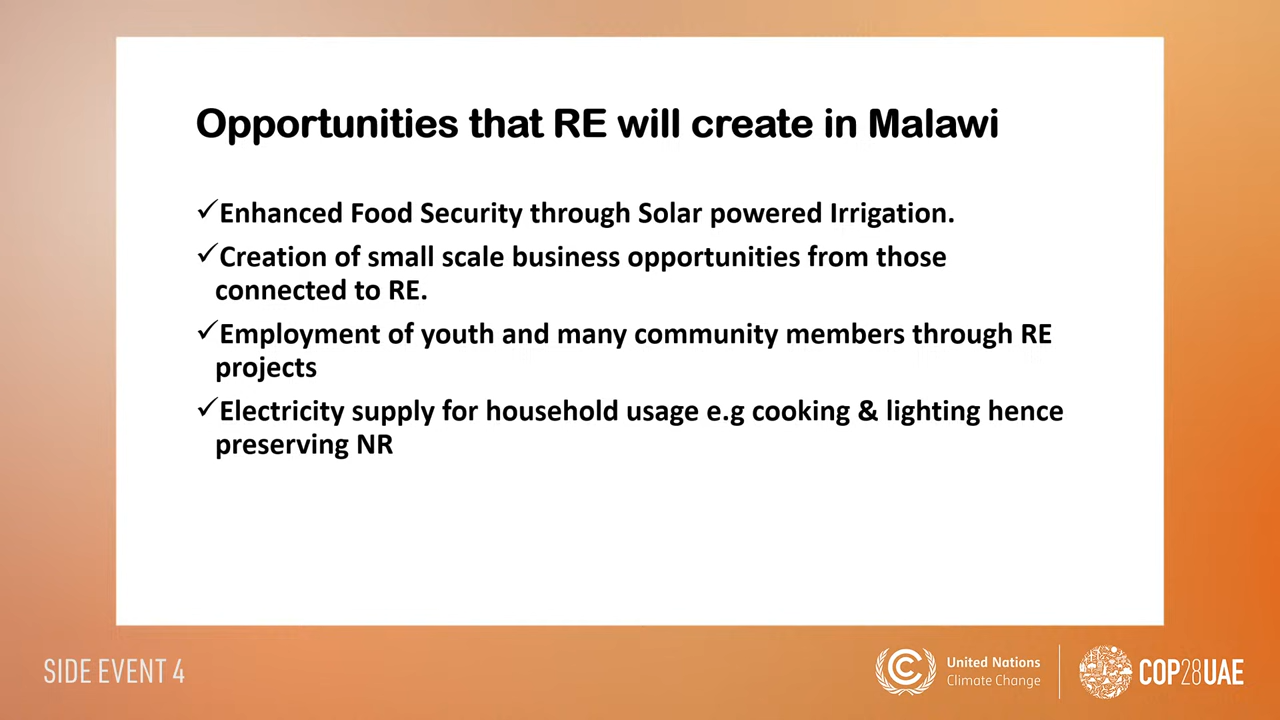 Opportunities that RE will create in Malawi
✓Enhanced Food Security through Solar powered Irrigation.
✓Creation of small scale business opportunities from those
connected to RE.
✓Employment of youth and many community members through RE
projects
✓Electricity supply for household usage e.g cooking & lighting hence
preserving NR
SIDE EVENT 4
United Nations
Climate Change
COP28UAE